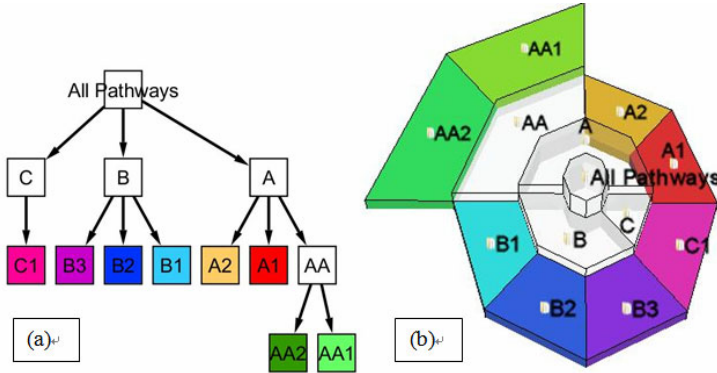 All Pathways
C B A
C1 B3 B2 B1 A2 A1 AA
AA2 AA1
(a)
AA1
AA2 AA A A2
A1
All Pathways
B1 B C C1
B2 B3
(b)